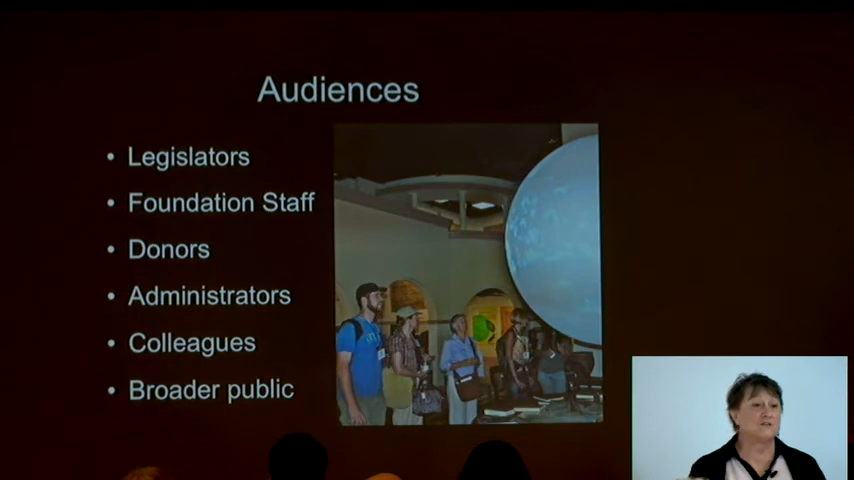 Audiences
• Legislators
• Foundation Staff
• Donors
• Administrators
• Colleagues
• Broader public